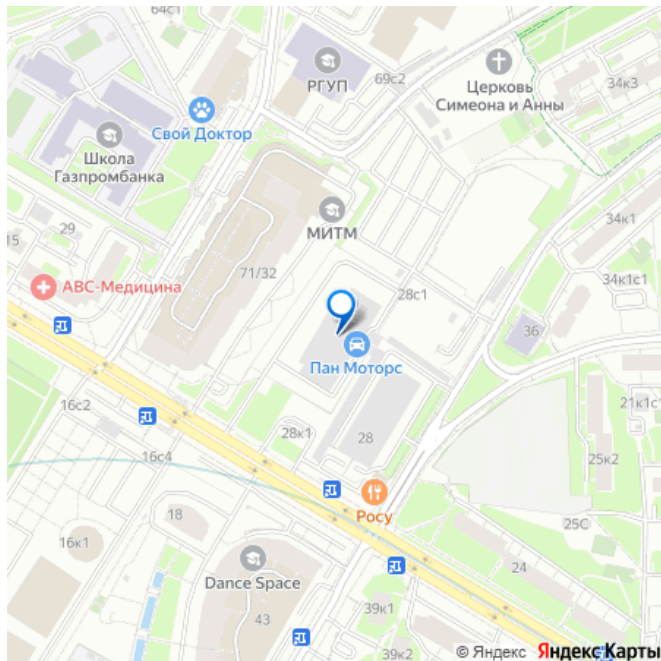 64с1
РГУП
69с2
Церковь
Симеона и Анны
34к3
Свой Доктор
Школа
Газпромбанка
МИТМ
29
15
34к1
АВС-Медицина
71/32
28с1
34к1с1
36
Пан Моторс
16с2
21к1с1
28к1
28
25к2
16с4
18
Росу
25С
16к1
24
Dance Space
43
39к1
39к2
© Яндекс Яндекс Карты